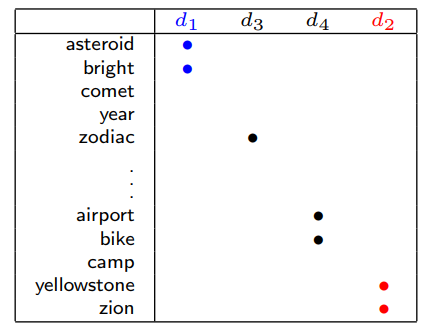 d1 d3 d4 d2
asteroid •
bright •
comet
year
zodiac •
.
.
.
airport •
bike •
camp
yellowstone •
zion •